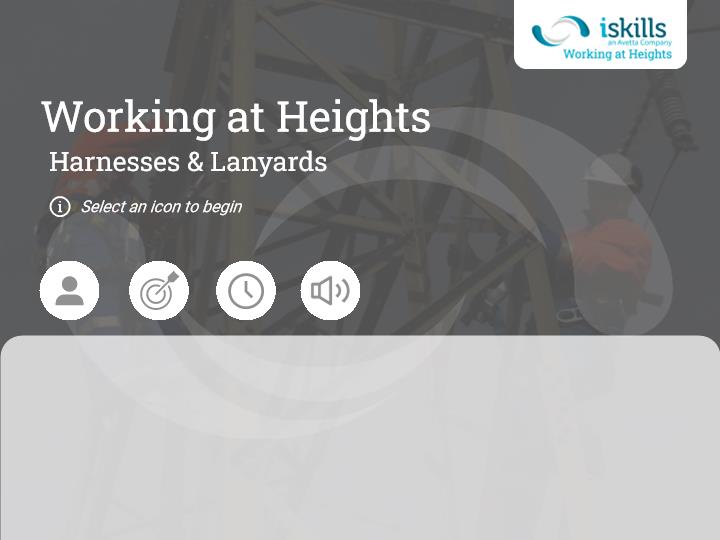 iskills
an Avetta Company
Working at Heights
Working at Heights
Harnesses & Lanyards
i Select an icon to begin